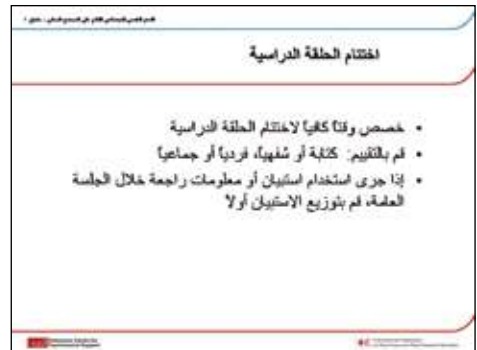 اختتام الحلقة الدراسية
• خصص وقتاً كافياً لاختتام الحلقة الدراسية
• قم بالتقييم: كتابة أو شفهياً، فردياً أو جماعياً
• إذا جرى استخدام استبيان أو معلومات راجعة خلال الجلسة
العامة، قم بتوزيع الاستبيان أولا